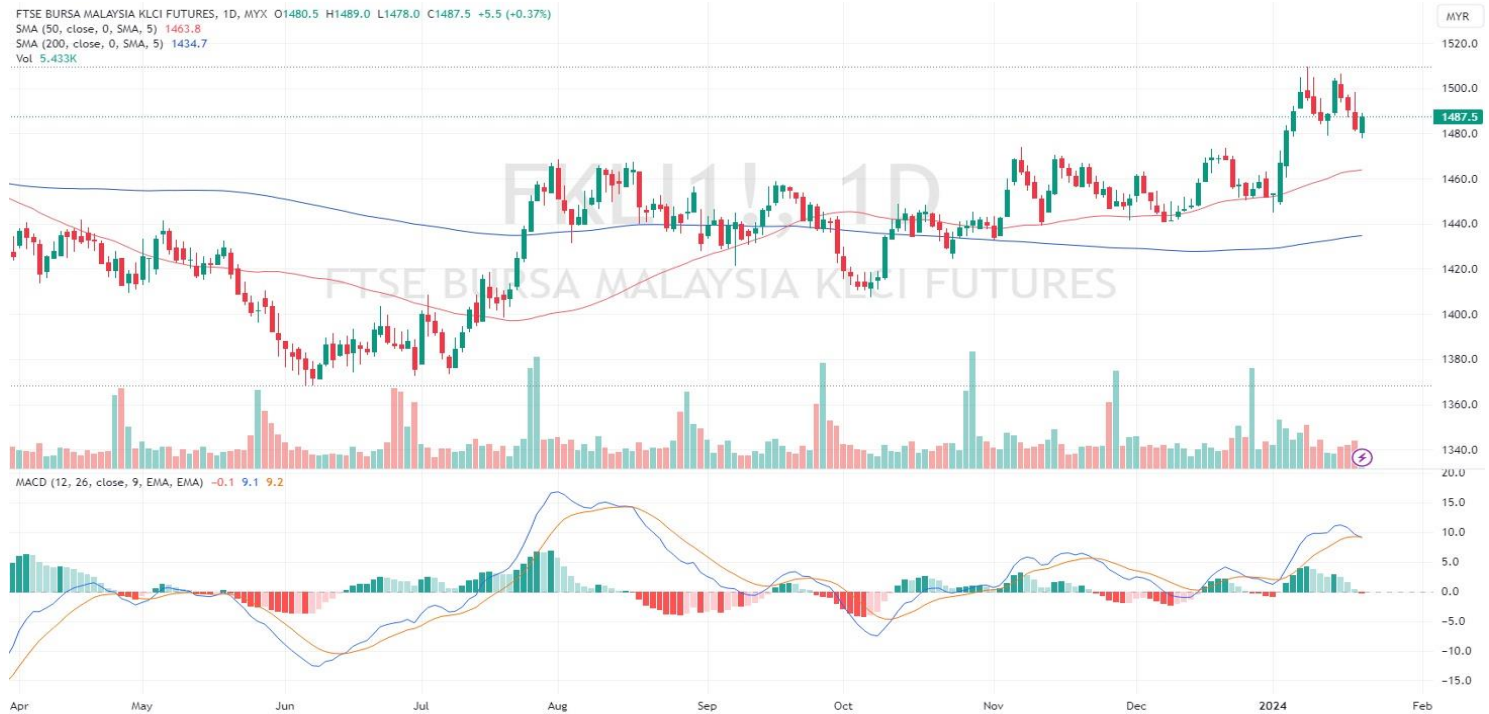 FTSE BURSA MALAYSIA KLCI FUTURES, 1D, MYX O1480.5 H1489.0 L1478.0 C1487.5 +5.5 (+0.37%)
SMA (50, close, 0, SMA, 5) 1463.8
SMA (200, close, 0, SMA, 5) 1434.7
Vol 5.433K
MYR
1520.0
1500.0
1487.5
1480.0
1460.0
1440.0
1420.0
1400.0
1380.0
1360.0
1340.0
FKLI1!, 1D
FTSE BURSA MALAYSIA KLCI FUTURES
MACD (12, 26, close, 9, EMA, EMA) −0.1 9.1 9.2
20.0
15.0
10.0
5.0
0.0
−5.0
−10.0
−15.0
Apr May Jun Jul Aug Sep Oct Nov Dec 2024 Feb